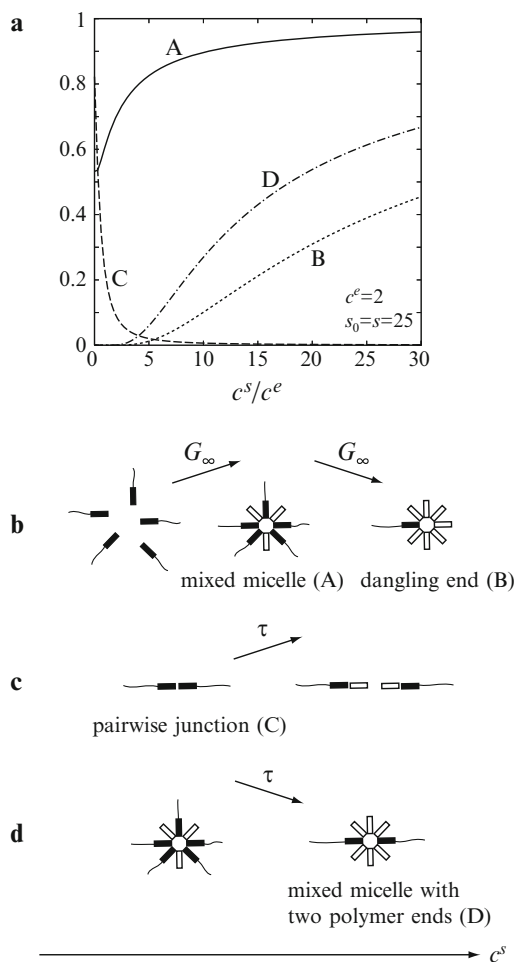 a
1
0.8
0.6
0.4
0.2
0
A
D
C
B
c^e=2
s_0=s=25
0 5 10 15 20 25 30
c^s/c^e
b
G_∞ G_∞
mixed micelle (A) dangling end (B)
c
τ
pairwise junction (C)
d
τ
mixed micelle with
two polymer ends (D)
c^s